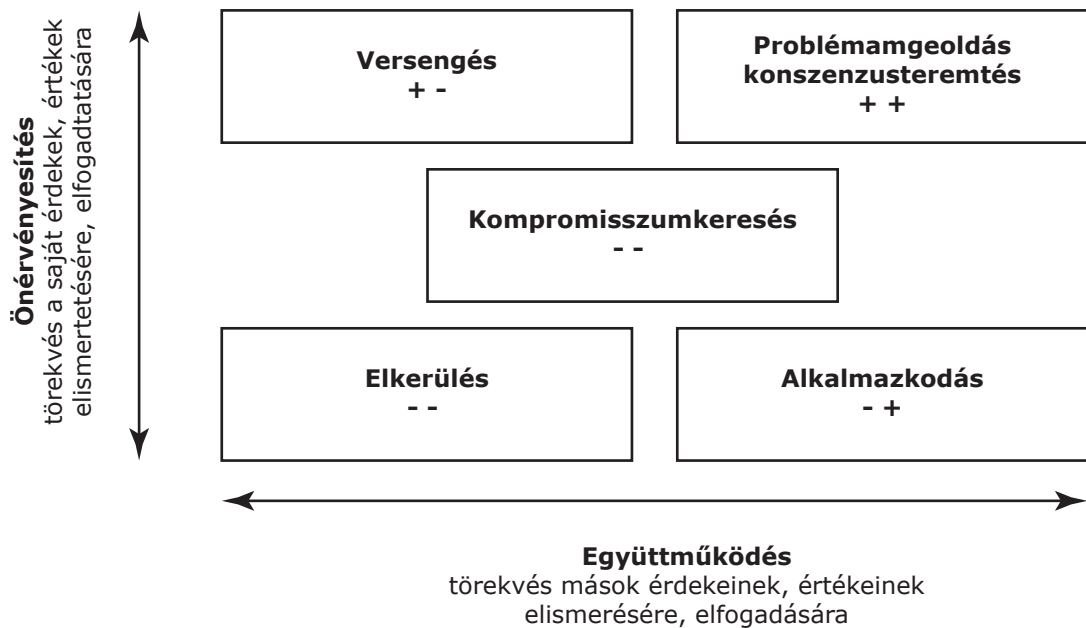 Önérvényesítés
törekvés a saját érdekek, értékek
elismertetésére, elfogadtatására
Versengés
+ -
Problémamgeoldás
konszenzusteremtés
+ +
Kompromisszumkeresés
- -
Elkerülés
- -
Alkalmazkodás
- +
Együttműködés
törekvés mások érdekeinek, értékeinek
elismerésére, elfogadására